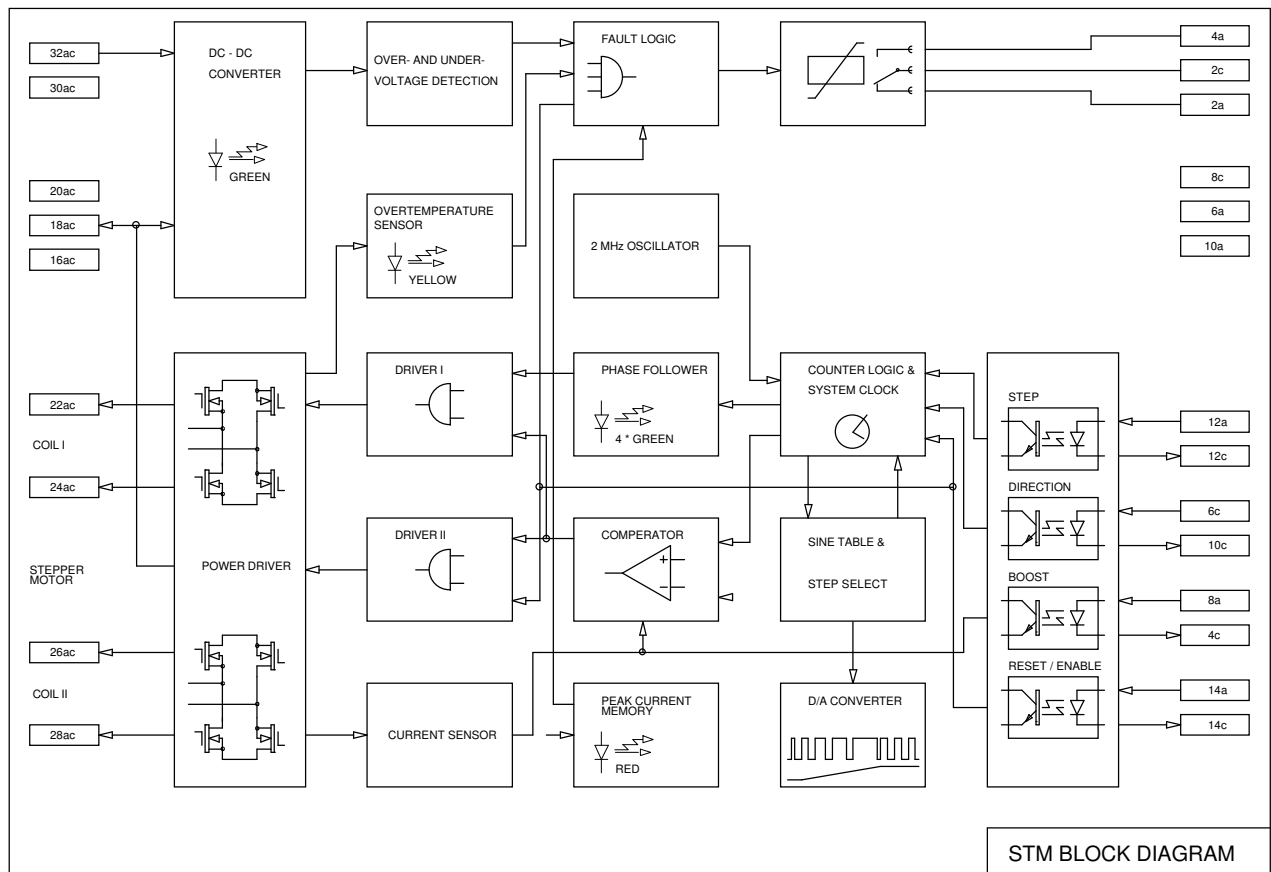 32ac
30ac
20ac
18ac
16ac
DC - DC
CONVERTER
GREEN
OVER- AND UNDER-
VOLTAGE DETECTION
FAULT LOGIC
4a
2c
2a
8c
6a
10a
OVERTEMPERATURE
SENSOR
YELLOW
2 MHz OSCILLATOR
22ac
COIL I
24ac
STEPPER
MOTOR
26ac
COIL II
28ac
POWER DRIVER
DRIVER I
PHASE FOLLOWER
4 * GREEN
COUNTER LOGIC &
SYSTEM CLOCK
DRIVER II
COMPERATOR
+
−
SINE TABLE &
STEP SELECT
CURRENT SENSOR
PEAK CURRENT
MEMORY
RED
D/A CONVERTER
STEP
DIRECTION
BOOST
RESET / ENABLE
12a
12c
6c
10c
8a
4c
14a
14c
STM BLOCK DIAGRAM